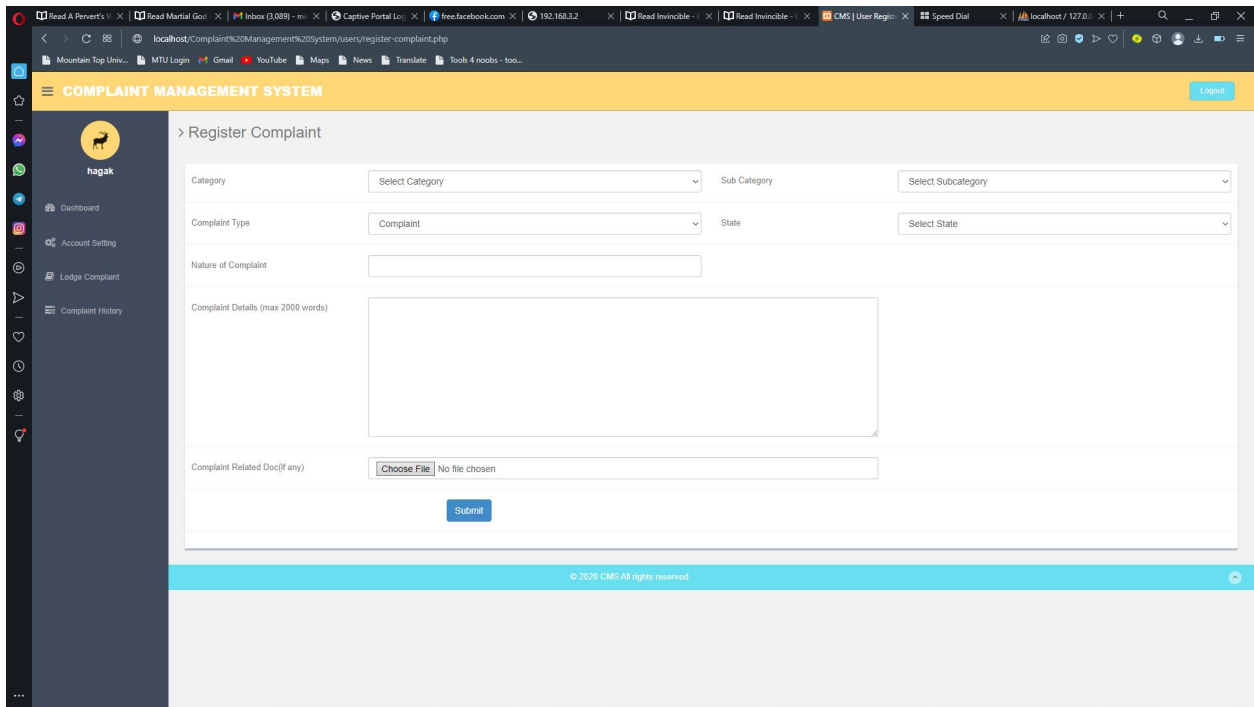 Read A Pervert's V Read Martial God Inbox (3,089) - mi Captive Portal Log free.facebook.com 192.168.3.2 Read Invincible - Read Invincible - CMS | User Regist Speed Dial localhost / 127.0.0
localhost/Complaint%20Management%20System/users/register-complaint.php
Mountain Top Univ... MTU Login Gmail YouTube Maps News Translate Tools 4 noobs - too...
COMPLAINT MANAGEMENT SYSTEM Logout
hagak
Dashboard
Account Setting
Lodge Complaint
Complaint History
> Register Complaint
Category Select Category Sub Category Select Subcategory
Complaint Type Complaint State Select State
Nature of Complaint
Complaint Details (max 2000 words)
Complaint Related Doc(if any) Choose File No file chosen
Submit
© 2020 CMS All rights reserved.